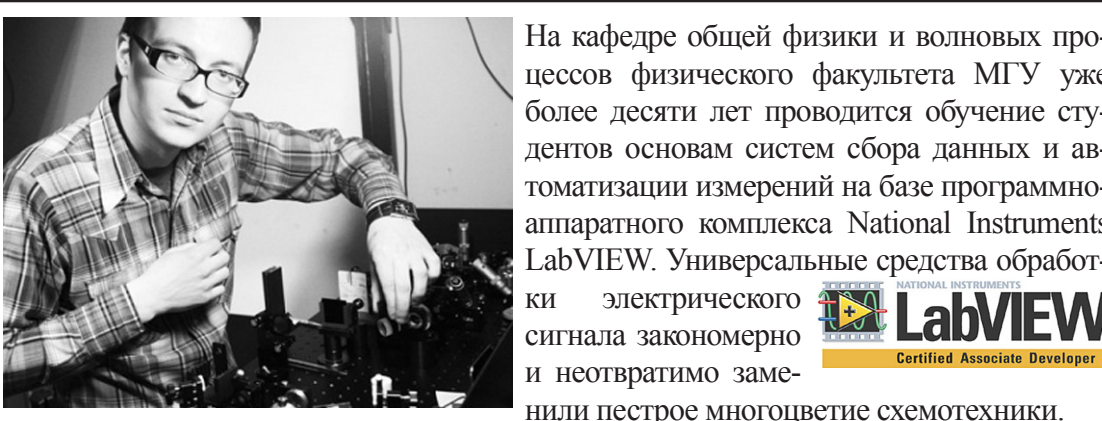 На кафедре общей физики и волновых про-
цессов физического факультета МГУ уже
более десяти лет проводится обучение сту-
дентов основам систем сбора данных и ав-
томатизации измерений на базе программно-
аппаратного комплекса National Instruments
LabVIEW. Универсальные средства обработ-
ки электрического
сигнала закономерно
и неотвратимо заме-
нили пестрое многоцветие схемотехники.
NATIONAL INSTRUMENTS
LabVIEW
Certified Associate Developer